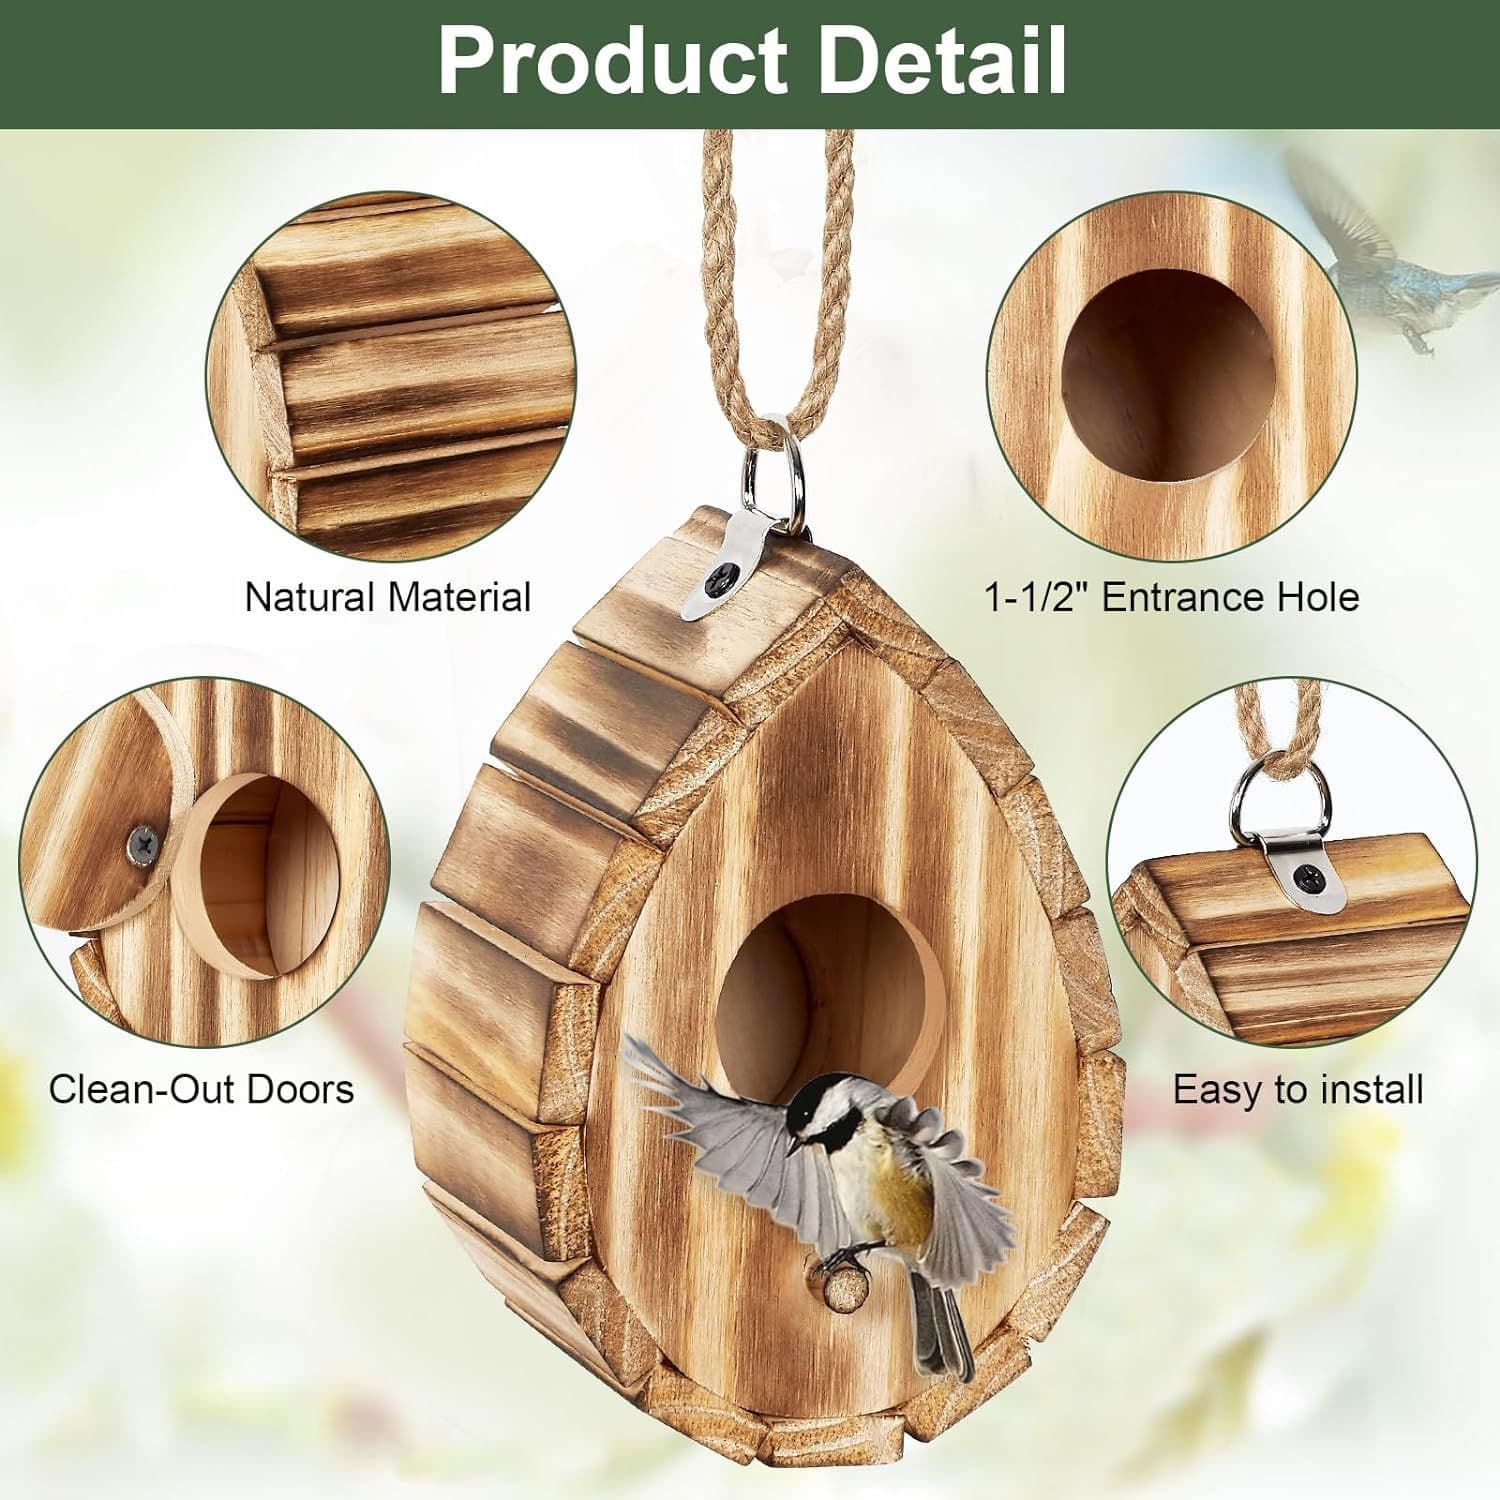 Product Detail
Natural Material
1-1/2" Entrance Hole
Clean-Out Doors
Easy to install